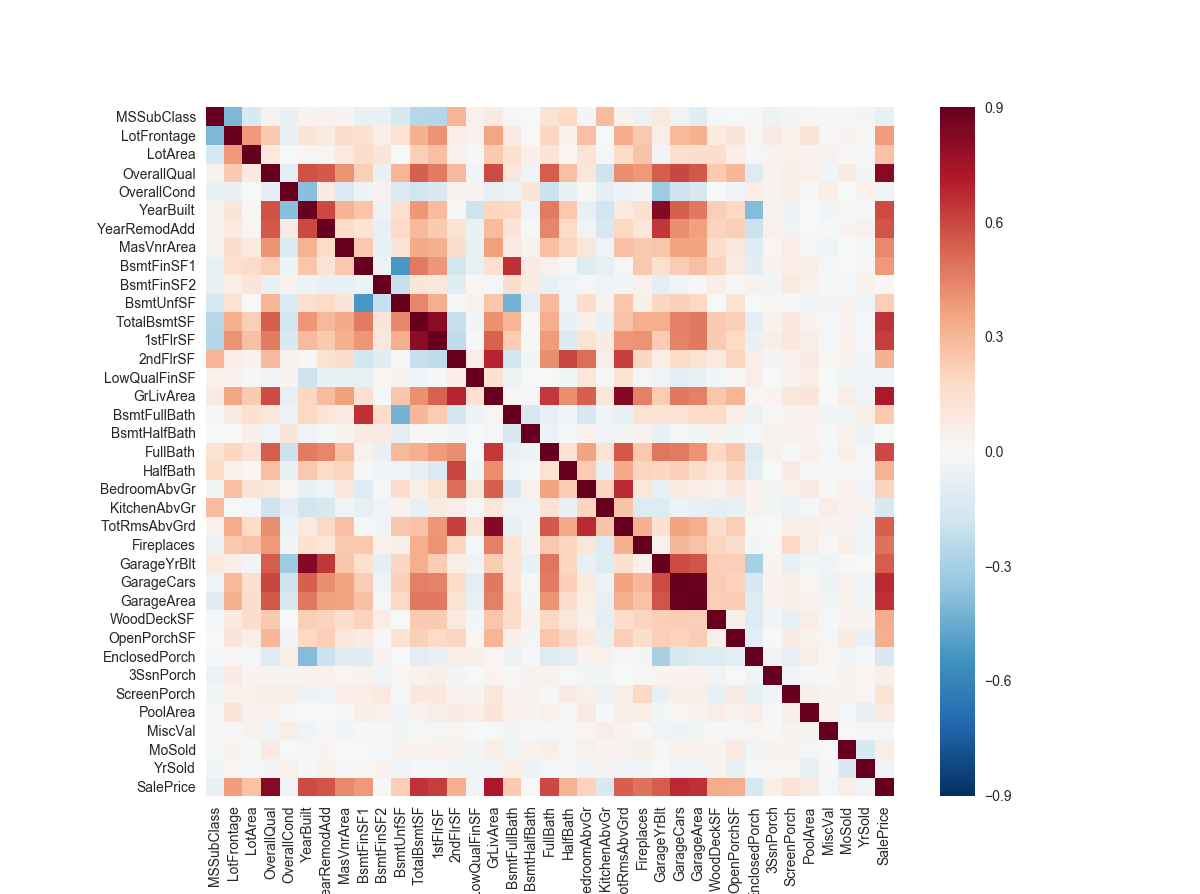 MSSubClass
LotFrontage
LotArea
OverallQual
OverallCond
YearBuilt
YearRemodAdd
MasVnrArea
BsmtFinSF1
BsmtFinSF2
BsmtUnfSF
TotalBsmtSF
1stFlrSF
2ndFlrSF
LowQualFinSF
GrLivArea
BsmtFullBath
BsmtHalfBath
FullBath
HalfBath
BedroomAbvGr
KitchenAbvGr
TotRmsAbvGrd
Fireplaces
GarageYrBlt
GarageCars
GarageArea
WoodDeckSF
OpenPorchSF
EnclosedPorch
3SsnPorch
ScreenPorch
PoolArea
MiscVal
MoSold
YrSold
SalePrice
MSSubClass
LotFrontage
LotArea
OverallQual
OverallCond
YearBuilt
earRemodAdd
MasVnrArea
BsmtFinSF1
BsmtFinSF2
BsmtUnfSF
TotalBsmtSF
1stFlrSF
2ndFlrSF
owQualFinSF
GrLivArea
BsmtFullBath
BsmtHalfBath
FullBath
HalfBath
edroomAbvGr
KitchenAbvGr
otRmsAbvGrd
Fireplaces
GarageYrBlt
GarageCars
GarageArea
WoodDeckSF
OpenPorchSF
nclosedPorch
3SsnPorch
ScreenPorch
PoolArea
MiscVal
MoSold
YrSold
SalePrice
0.9
0.6
0.3
0.0
−0.3
−0.6
−0.9